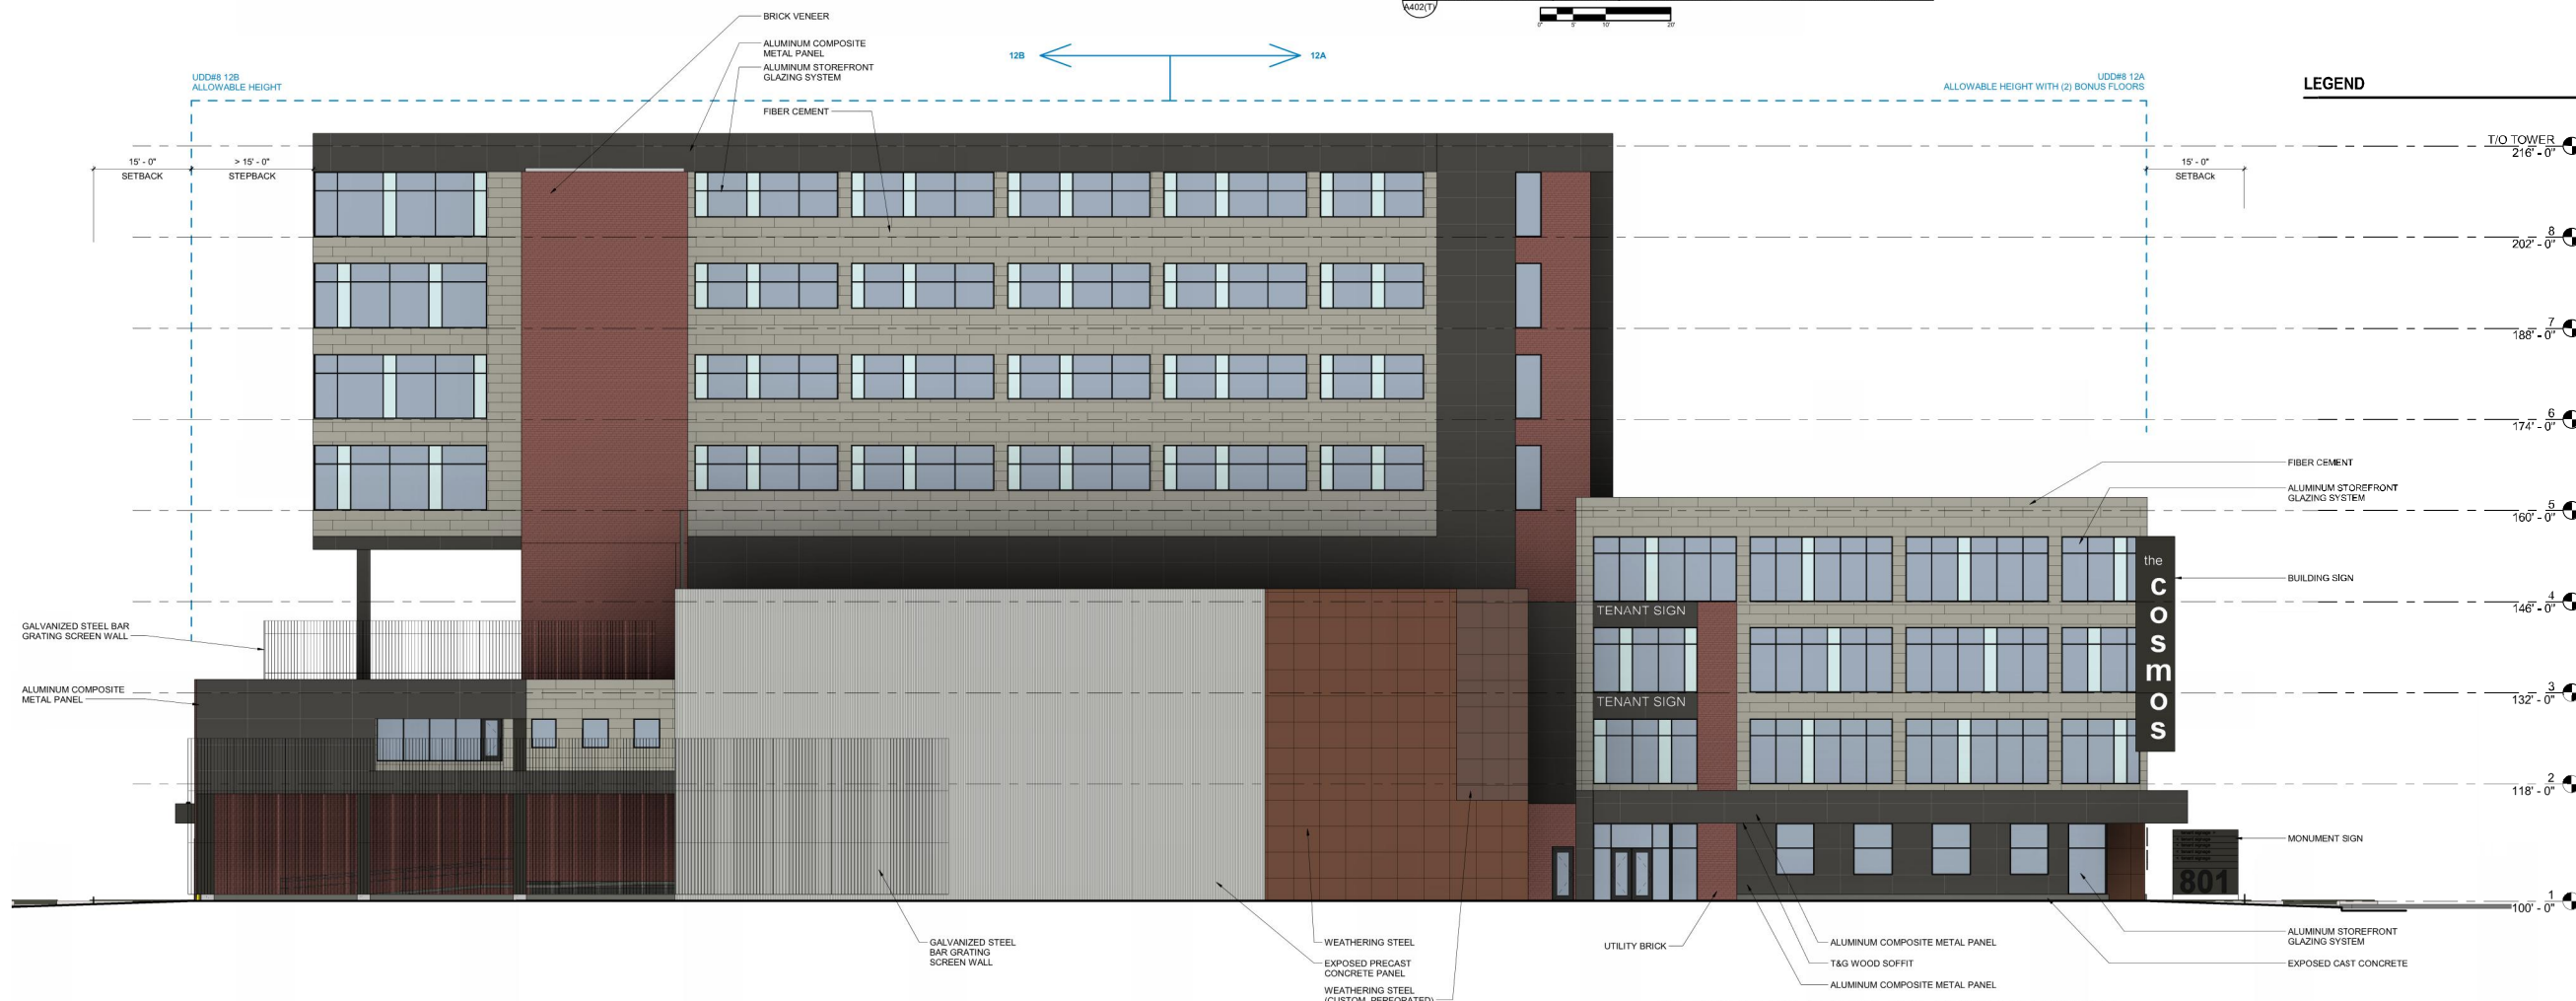 A402(T)
0' 5' 10' 20'
BRICK VENEER
ALUMINUM COMPOSITE
METAL PANEL
ALUMINUM STOREFRONT
GLAZING SYSTEM
FIBER CEMENT
12B
12A
UDD#8 12B
ALLOWABLE HEIGHT
UDD#8 12A
ALLOWABLE HEIGHT WITH (2) BONUS FLOORS
LEGEND
15' - 0"
SETBACK
> 15' - 0"
STEPBACK
15' - 0"
SETBACk
T/O TOWER
216' - 0"
8
202' - 0"
7
188' - 0"
6
174' - 0"
5
160' - 0"
4
146' - 0"
3
132' - 0"
2
118' - 0"
1
100' - 0"
FIBER CEMENT
ALUMINUM STOREFRONT
GLAZING SYSTEM
BUILDING SIGN
the
cosmos
TENANT SIGN
TENANT SIGN
GALVANIZED STEEL BAR
GRATING SCREEN WALL
ALUMINUM COMPOSITE
METAL PANEL
MONUMENT SIGN
801
GALVANIZED STEEL
BAR GRATING
SCREEN WALL
WEATHERING STEEL
EXPOSED PRECAST
CONCRETE PANEL
WEATHERING STEEL
(CUSTOM, PERFORATED)
UTILITY BRICK
ALUMINUM COMPOSITE METAL PANEL
T&G WOOD SOFFIT
ALUMINUM COMPOSITE METAL PANEL
ALUMINUM STOREFRONT
GLAZING SYSTEM
EXPOSED CAST CONCRETE